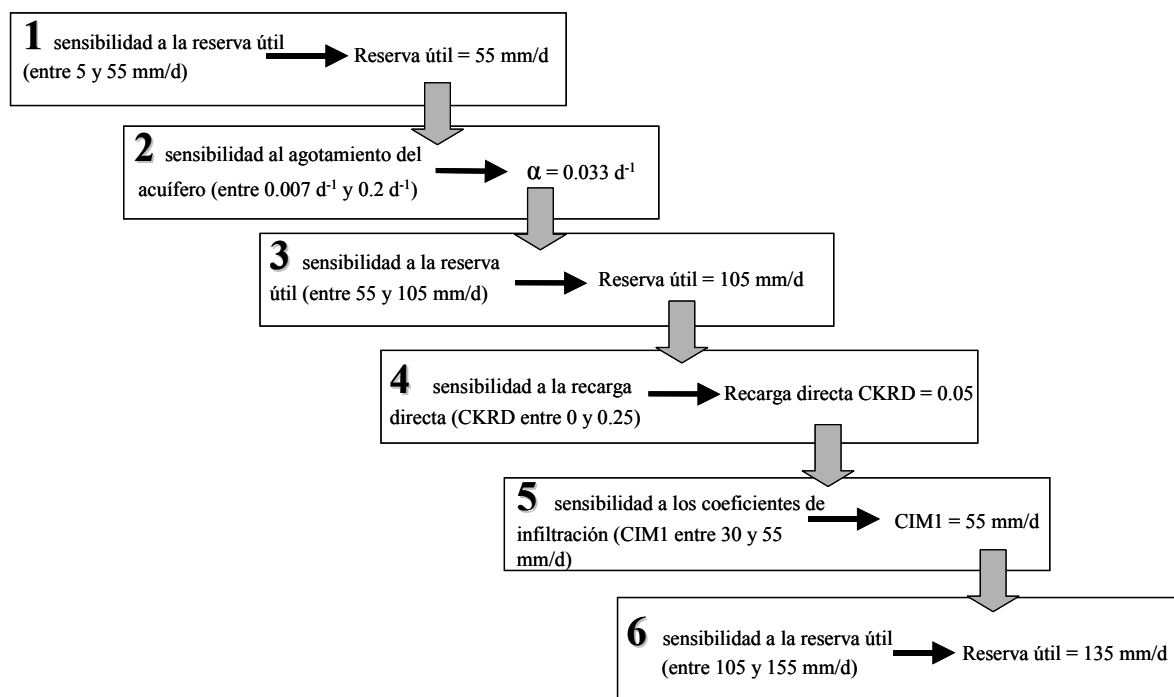 1 sensibilidad a la reserva útil
(entre 5 y 55 mm/d)
Reserva útil = 55 mm/d
2 sensibilidad al agotamiento del
acuífero (entre 0.007 d-1 y 0.2 d-1)
α = 0.033 d-1
3 sensibilidad a la reserva
útil (entre 55 y 105 mm/d)
Reserva útil = 105 mm/d
4 sensibilidad a la recarga
directa (CKRD entre 0 y 0.25)
Recarga directa CKRD = 0.05
5 sensibilidad a los coeficientes de
infiltración (CIM1 entre 30 y 55
mm/d)
CIM1 = 55 mm/d
6 sensibilidad a la reserva útil
(entre 105 y 155 mm/d)
Reserva útil = 135 mm/d